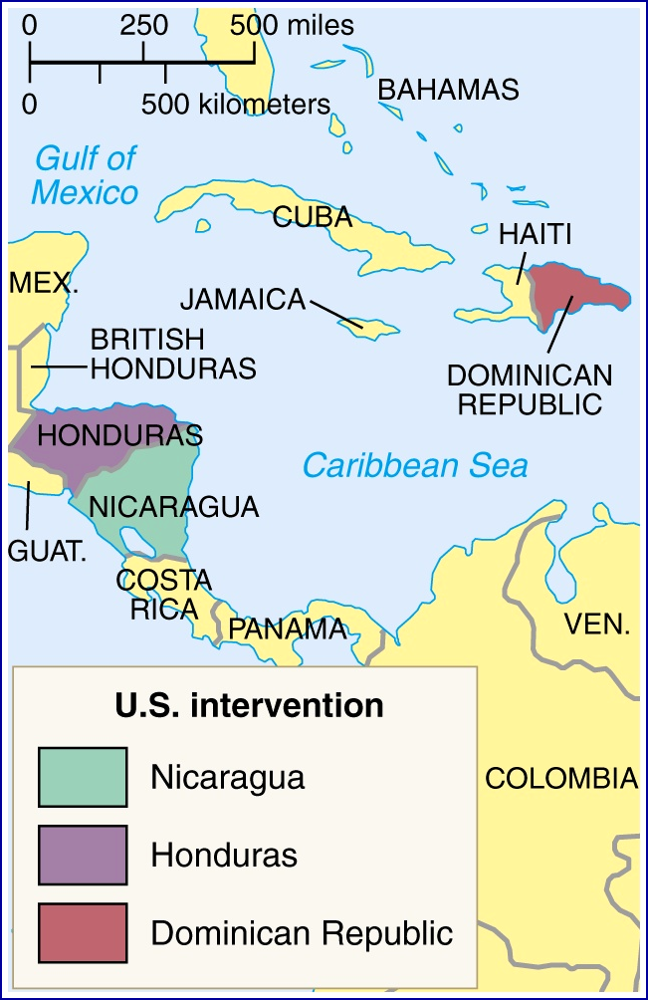 0 250 500 miles
0 500 kilometers
BAHAMAS
Gulf of
Mexico
CUBA
HAITI
MEX.
JAMAICA
BRITISH
HONDURAS
DOMINICAN
REPUBLIC
HONDURAS
Caribbean Sea
NICARAGUA
GUAT.
COSTA
RICA
PANAMA
VEN.
COLOMBIA
U.S. intervention
Nicaragua
Honduras
Dominican Republic